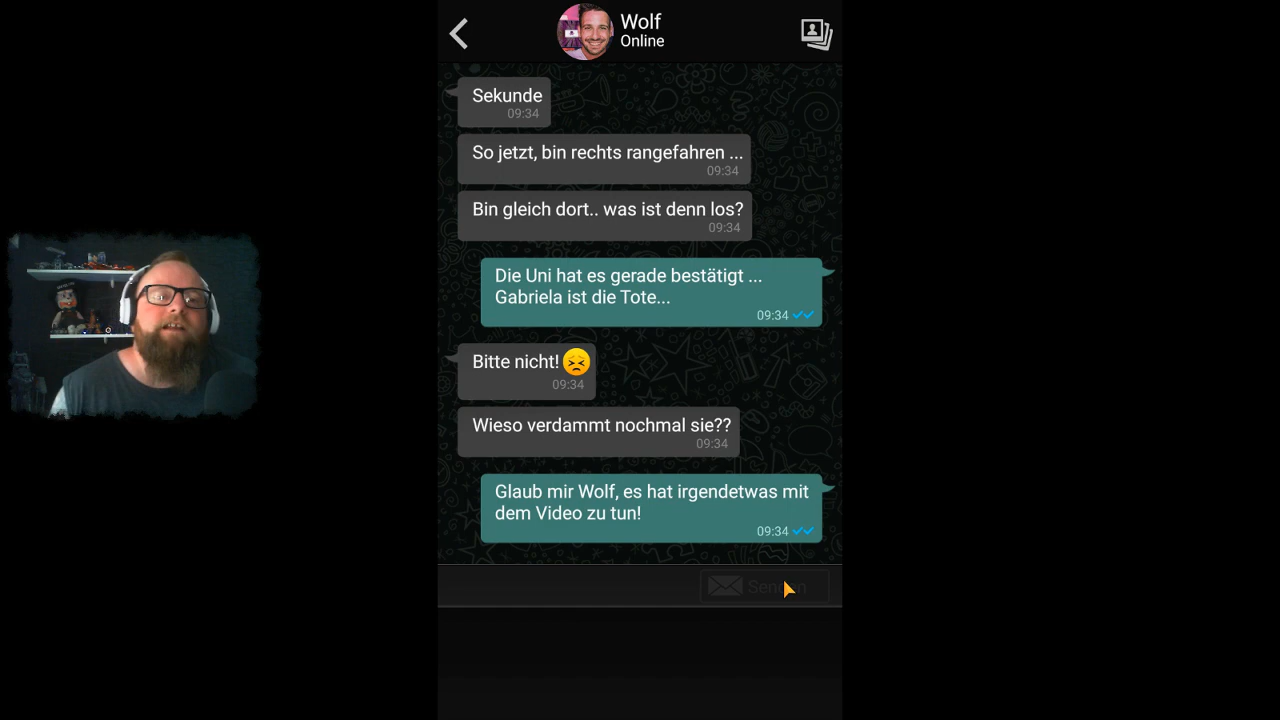 Wolf
Online
Sekunde
09:34
So jetzt, bin rechts rangefahren ...
09:34
Bin gleich dort.. was ist denn los?
09:34
Die Uni hat es gerade bestätigt ...
Gabriela ist die Tote...
09:34
Bitte nicht!
09:34
Wieso verdammt nochmal sie??
09:34
Glaub mir Wolf, es hat irgendetwas mit
dem Video zu tun!
09:34
Senden